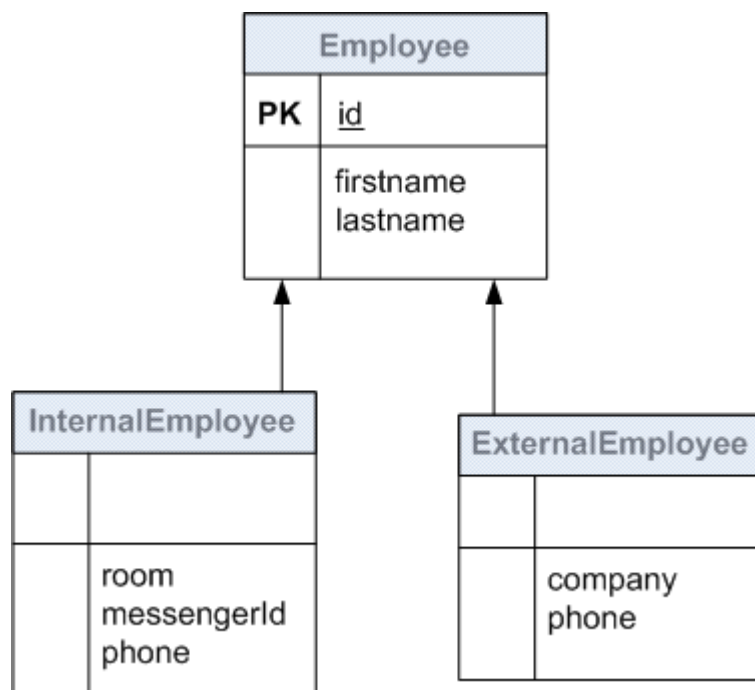 Employee
PK id
firstname
lastname
InternalEmployee
room
messengerId
phone
ExternalEmployee
company
phone